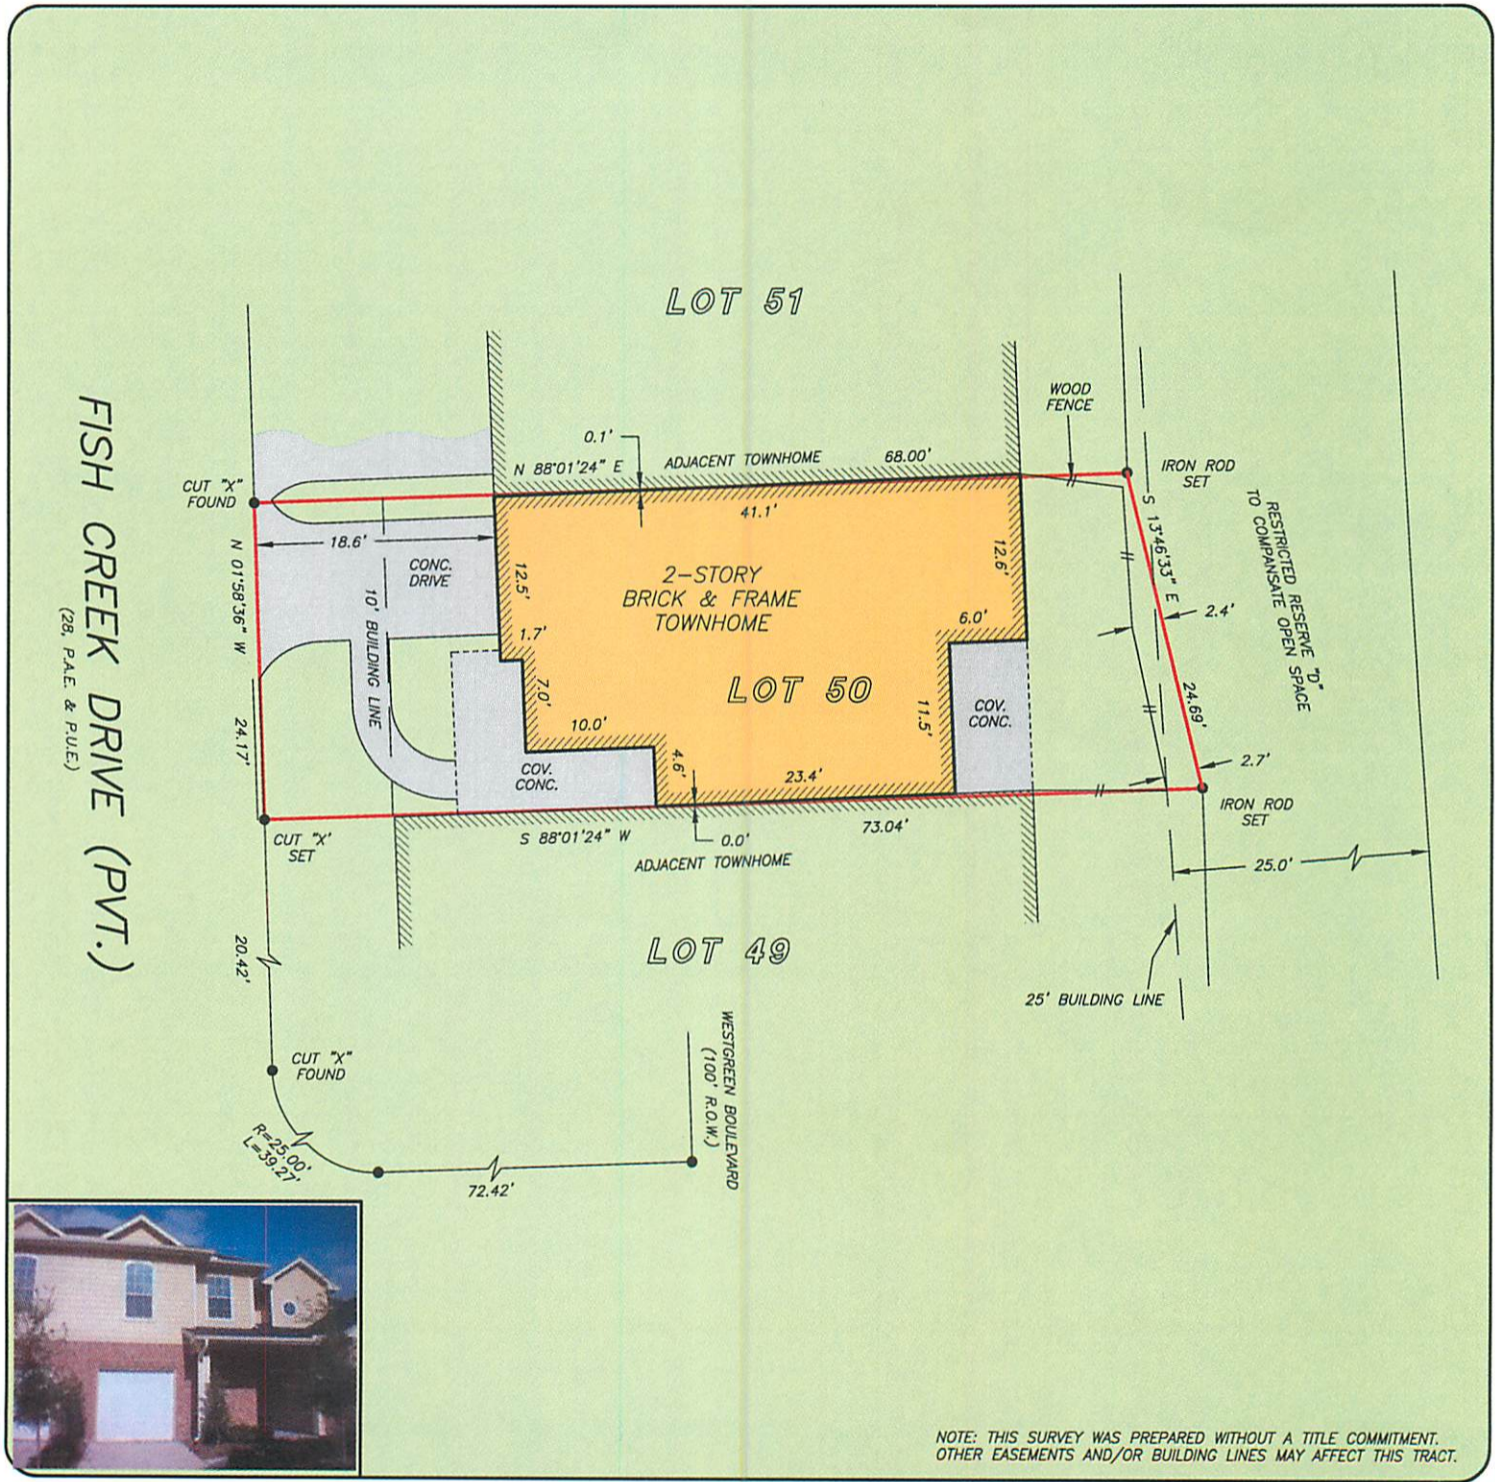 LOT 51
WOOD
FENCE
0.1'
N 88°01'24" E
ADJACENT TOWNHOME
68.00'
IRON ROD
SET
CUT "X"
FOUND
41.1'
S 13°46'33" E
RESTRICTED RESERVE "D"
TO COMPANSATE OPEN SPACE
18.6'
CONC.
DRIVE
12.5'
2-STORY
BRICK & FRAME
TOWNHOME
12.6'
2.4'
6.0'
N 01°58'36" W
10' BUILDING LINE
1.7'
7.0'
LOT 50
11.5'
COV.
CONC.
24.69'
FISH CREEK DRIVE (PVT.)
(28' P.A.E. & P.U.E.)
24.17'
10.0'
4.6'
23.4'
2.7'
COV.
CONC.
IRON ROD
SET
CUT "X'
SET
S 88°01'24" W
0.0'
73.04'
ADJACENT TOWNHOME
25.0'
20.42'
LOT 49
25' BUILDING LINE
WESTGREEN BOULEVARD
(100' R.O.W.)
CUT "X"
FOUND
R=25.00'
L=39.27'
72.42'
NOTE: THIS SURVEY WAS PREPARED WITHOUT A TITLE COMMITMENT.
OTHER EASEMENTS AND/OR BUILDING LINES MAY AFFECT THIS TRACT.